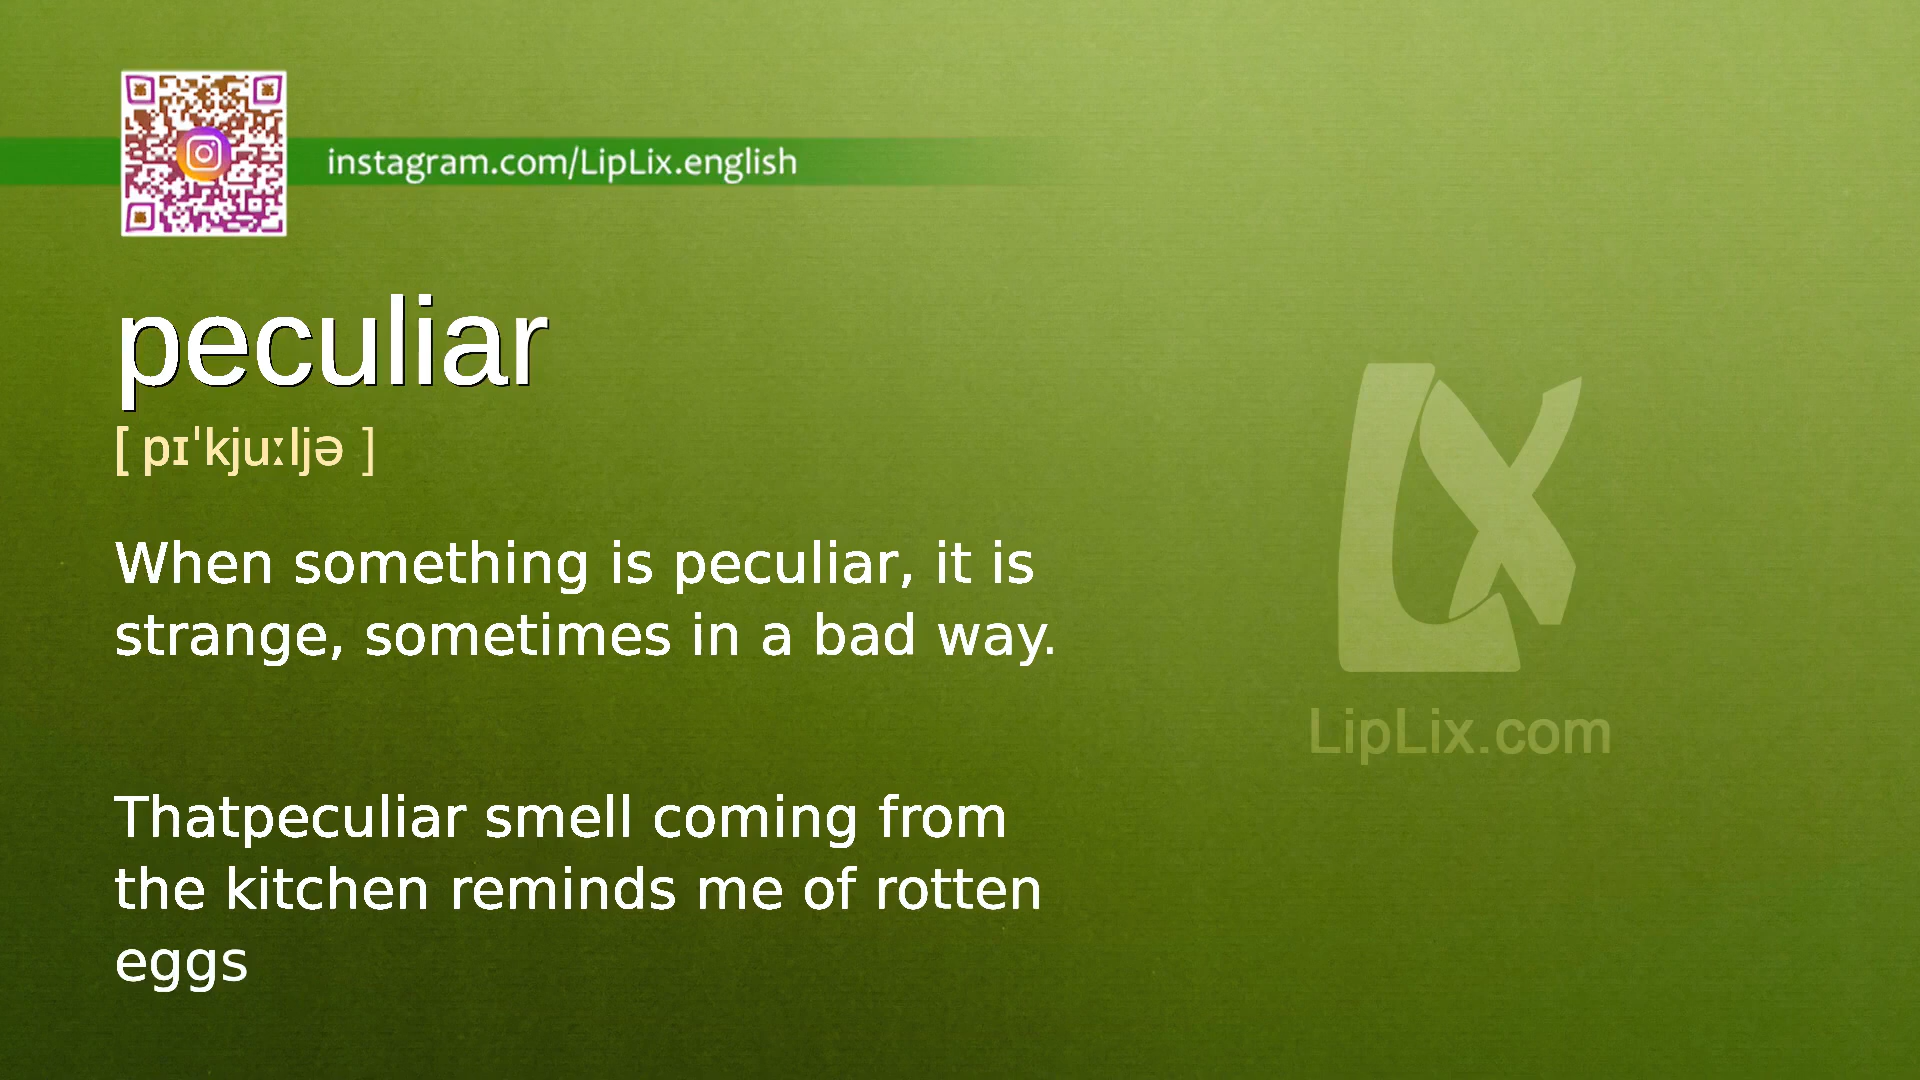 instagram.com/LipLix.english
peculiar
[ pɪˈkjuːljə ]
When something is peculiar, it is
strange, sometimes in a bad way.
Thatpeculiar smell coming from
the kitchen reminds me of rotten
eggs
LX
LipLix.com